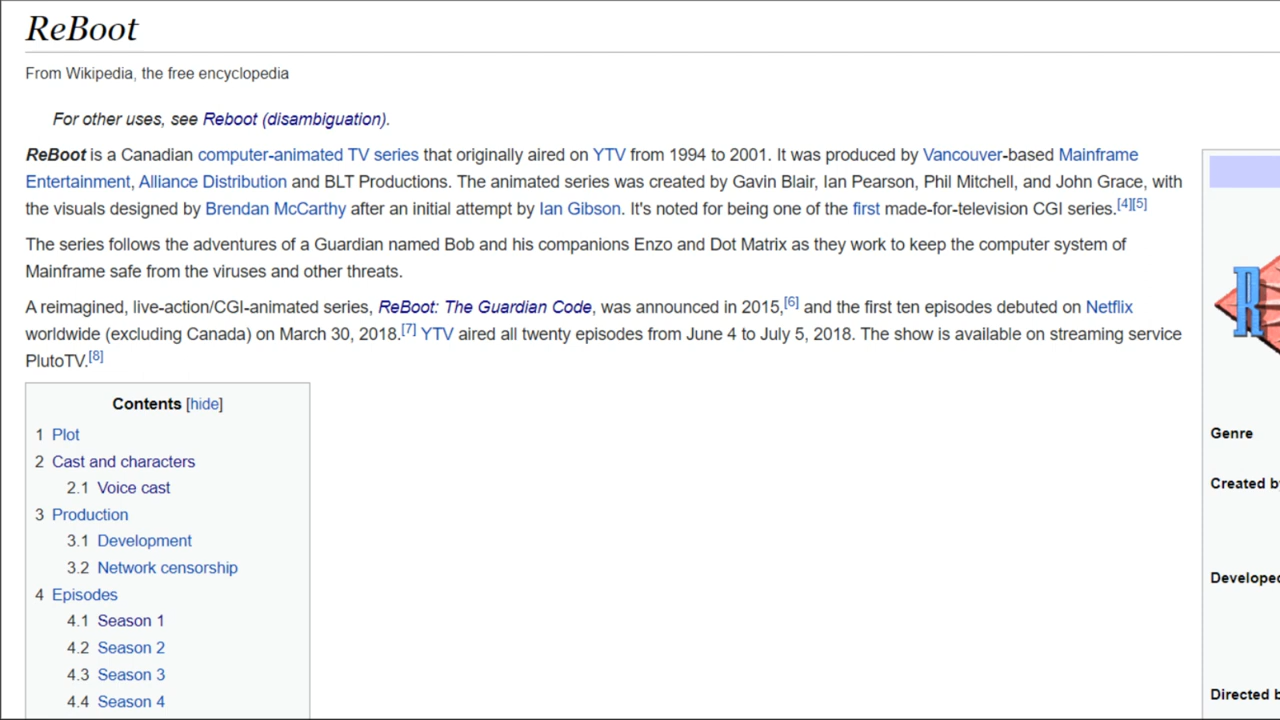 ReBoot
From Wikipedia, the free encyclopedia
For other uses, see Reboot (disambiguation).
ReBoot is a Canadian computer-animated TV series that originally aired on YTV from 1994 to 2001. It was produced by Vancouver-based Mainframe
Entertainment, Alliance Distribution and BLT Productions. The animated series was created by Gavin Blair, Ian Pearson, Phil Mitchell, and John Grace, with
the visuals designed by Brendan McCarthy after an initial attempt by Ian Gibson. It's noted for being one of the first made-for-television CGI series.[4][5]
The series follows the adventures of a Guardian named Bob and his companions Enzo and Dot Matrix as they work to keep the computer system of
Mainframe safe from the viruses and other threats.
A reimagined, live-action/CGI-animated series, ReBoot: The Guardian Code, was announced in 2015,[6] and the first ten episodes debuted on Netflix
worldwide (excluding Canada) on March 30, 2018.[7] YTV aired all twenty episodes from June 4 to July 5, 2018. The show is available on streaming service
PlutoTV.[8]
Contents [hide]
1 Plot
2 Cast and characters
2.1 Voice cast
3 Production
3.1 Development
3.2 Network censorship
4 Episodes
4.1 Season 1
4.2 Season 2
4.3 Season 3
4.4 Season 4
R
Genre
Created b
Develope
Directed b